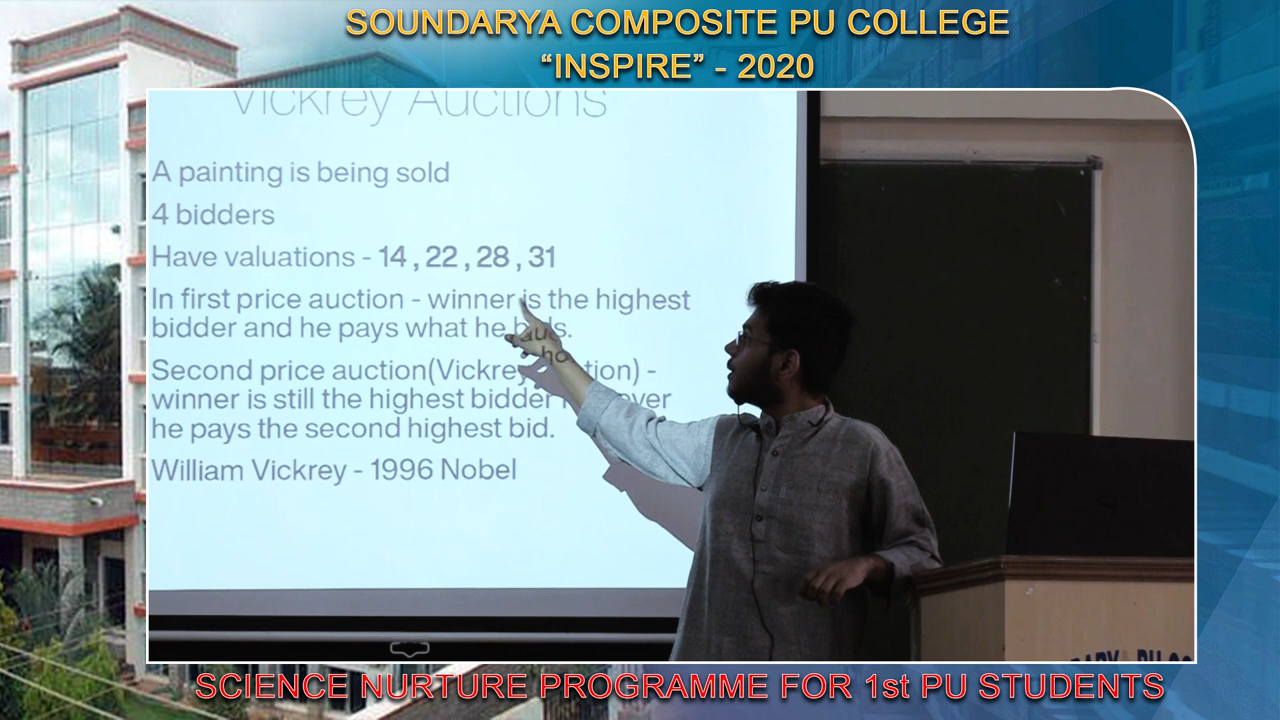 SOUNDARYA COMPOSITE PU COLLEGE
“INSPIRE” - 2020
Vickrey Auctions
A painting is being sold
4 bidders
Have valuations - 14 , 22 , 28 , 31
In first price auction - winner is the highest
bidder and he pays what he bids.
Second price auction(Vickrey
winner is still the highest bidder
he pays the second highest bid.
William Vickrey - 1996 Nobel
SCIENCE NURTURE PROGRAMME FOR 1st PU STUDENTS